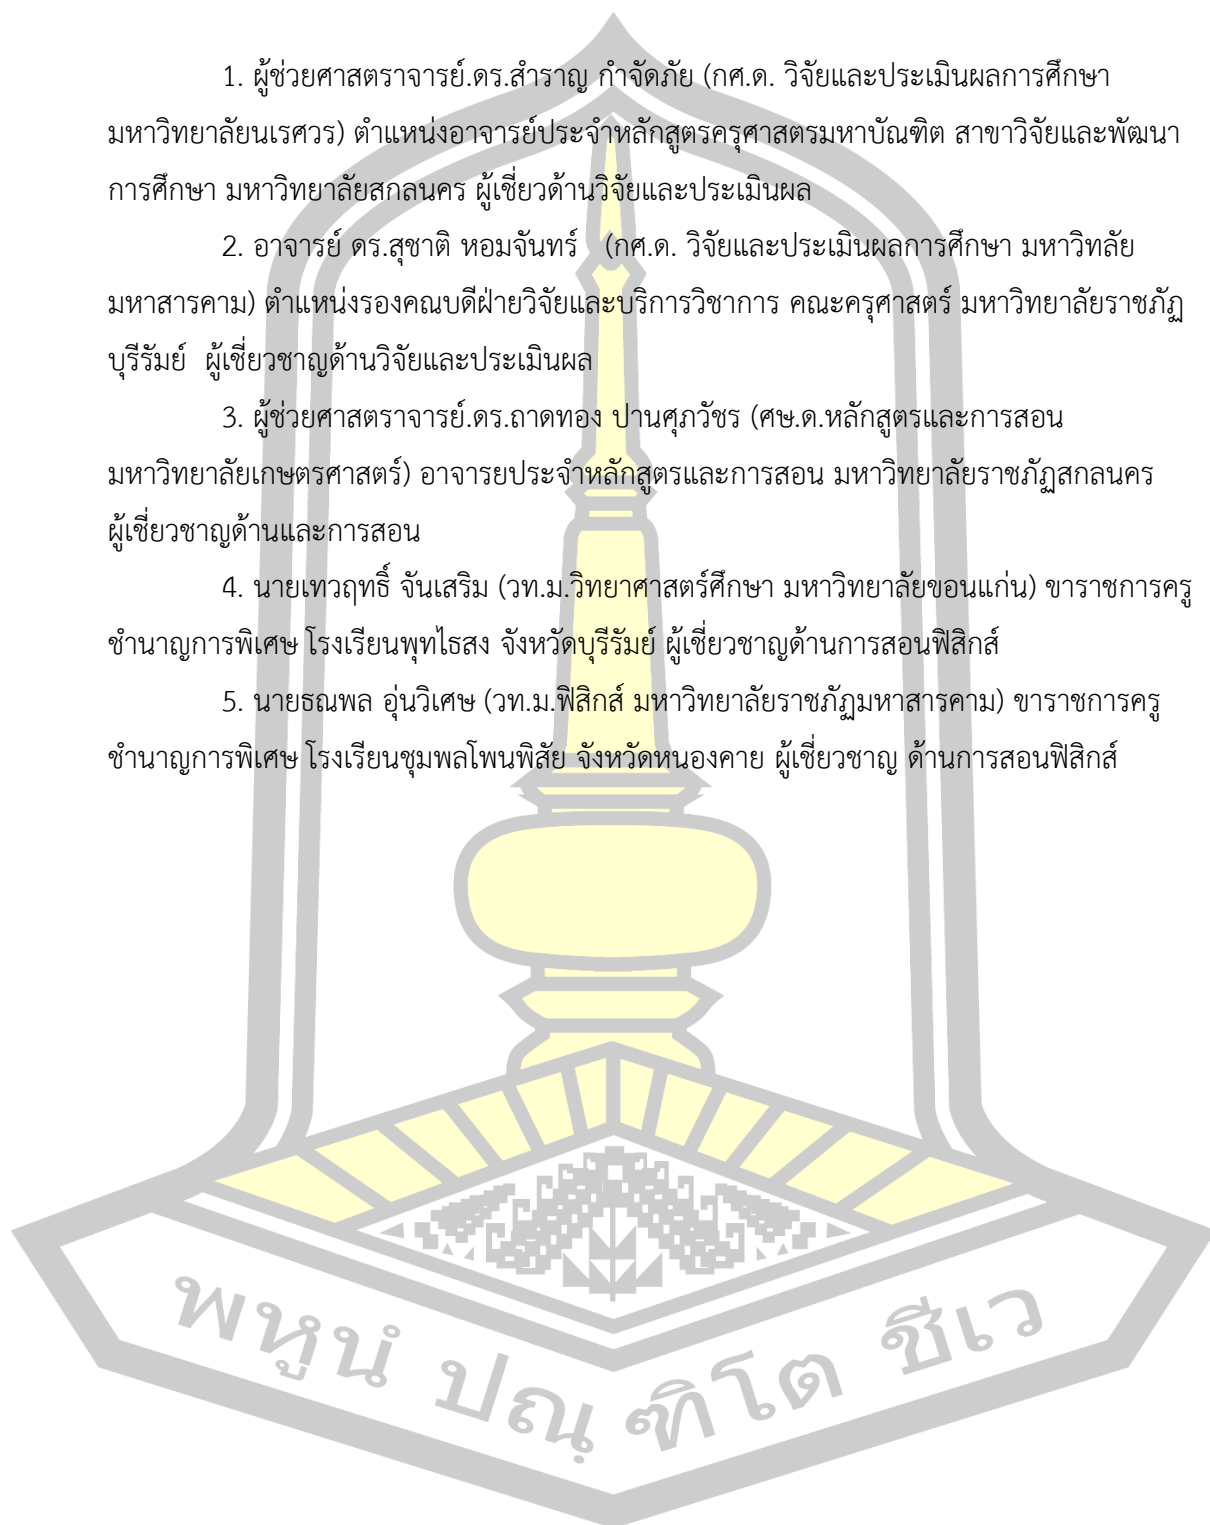 1. ผู้ช่วยศาสตราจารย์.ดร.สำราญ กำจัดภัย (กศ.ด. วิจัยและประเมินผลการศึกษา
มหาวิทยาลัยนเรศวร) ตำแหน่งอาจารย์ประจำหลักสูตรครุศาสตรมหาบัณฑิต สาขาวิจัยและพัฒนา
การศึกษา มหาวิทยาลัยสกลนคร ผู้เชี่ยวด้านวิจัยและประเมินผล
2. อาจารย์ ดร.สุชาติ หอมจันทร์ (กศ.ด. วิจัยและประเมินผลการศึกษา มหาวิทลัย
มหาสารคาม) ตำแหน่งรองคณบดีฝ่ายวิจัยและบริการวิชาการ คณะครุศาสตร์ มหาวิทยาลัยราชภัฏ
บุรีรัมย์ ผู้เชี่ยวชาญด้านวิจัยและประเมินผล
3. ผู้ช่วยศาสตราจารย์.ดร.ถาดทอง ปานศุภวัชร (ศษ.ด.หลักสูตรและการสอน
มหาวิทยาลัยเกษตรศาสตร์) อาจารยประจำหลักสูตรและการสอน มหาวิทยาลัยราชภัฏสกลนคร
ผู้เชี่ยวชาญด้านและการสอน
4. นายเทวฤทธิ์ จันเสริม (วท.ม.วิทยาศาสตร์ศึกษา มหาวิทยาลัยขอนแก่น) ขาราชการครู
ชำนาญการพิเศษ โรงเรียนพุทไธสง จังหวัดบุรีรัมย์ ผู้เชี่ยวชาญด้านการสอนฟิสิกส์
5. นายธณพล อุ่นวิเศษ (วท.ม.ฟิสิกส์ มหาวิทยาลัยราชภัฏมหาสารคาม) ขาราชการครู
ชำนาญการพิเศษ โรงเรียนชุมพลโพนพิสัย จังหวัดหนองคาย ผู้เชี่ยวชาญ ด้านการสอนฟิสิกส์
พหูนํ ปณฺ ฑิโต ชีเว